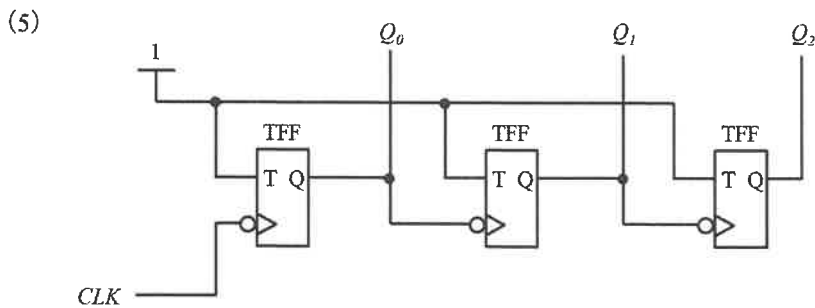 (5)
Q₀ Q₁ Q₂
1
TFF TFF TFF
T Q T Q T Q
CLK